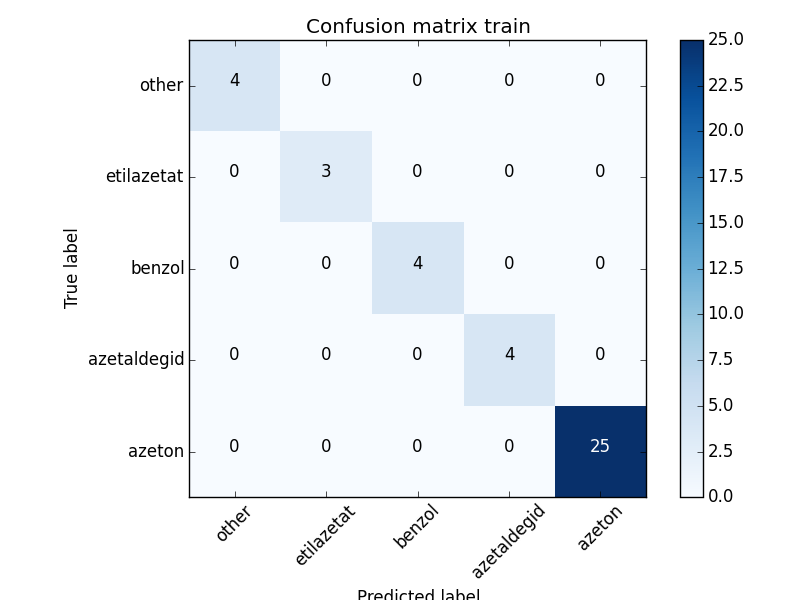 Confusion matrix train
other 4 0 0 0 0
etilazetat 0 3 0 0 0
benzol 0 0 4 0 0
azetaldegid 0 0 0 4 0
azeton 0 0 0 0 25
other etilazetat benzol azetaldegid azeton
True label
Predicted label
25.0
22.5
20.0
17.5
15.0
12.5
10.0
7.5
5.0
2.5
0.0